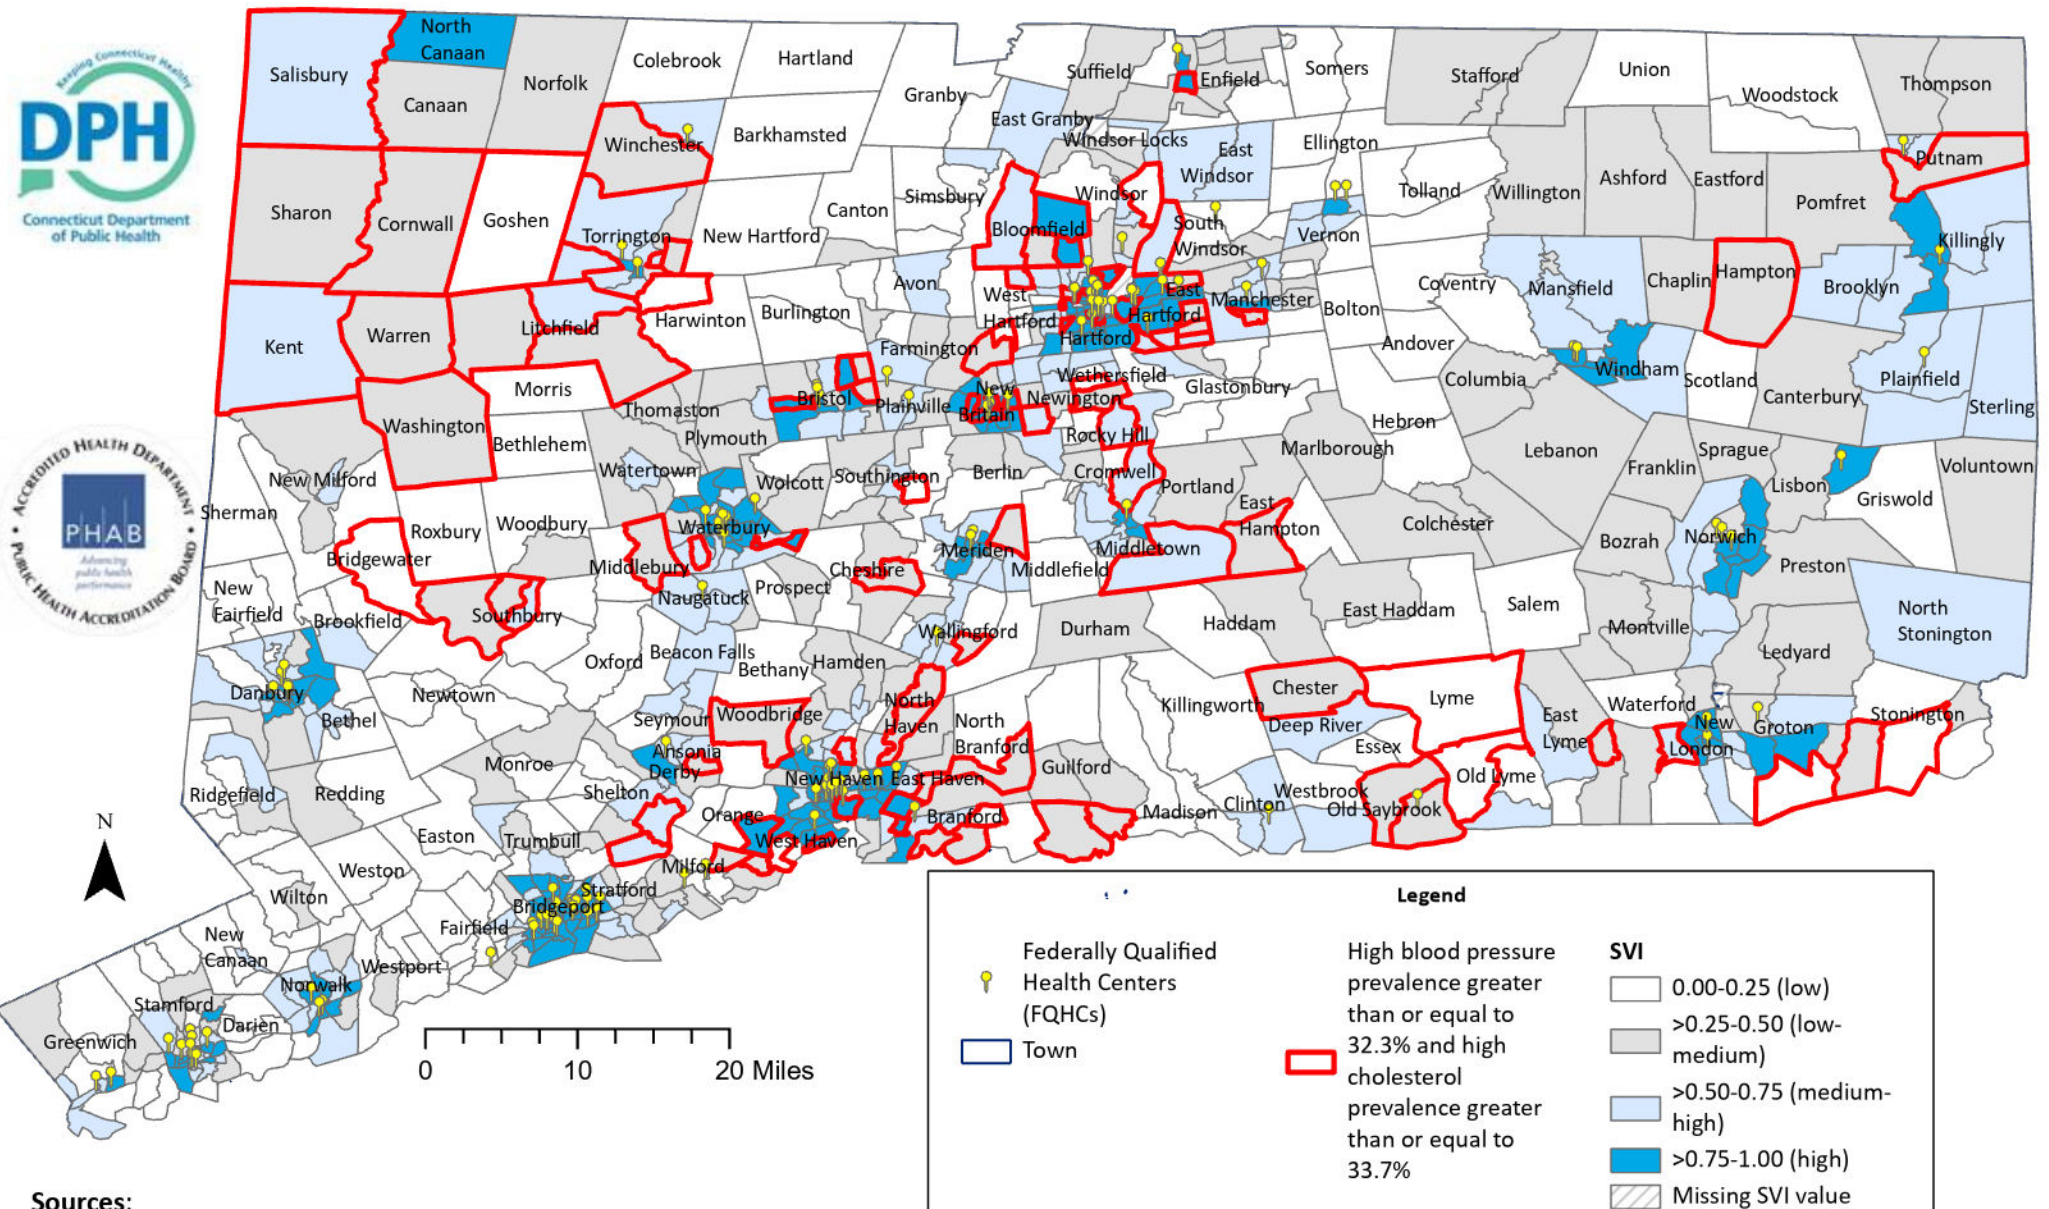 Keeping Connecticut Healthy
DPH
Connecticut Department
of Public Health
ACCREDITED HEALTH DEPARTMENT
PHAB
Advancing
public health
performance
PUBLIC HEALTH ACCREDITATION BOARD
North
Canaan
Salisbury
Canaan
Norfolk
Colebrook
Hartland
Granby
Suffield
Enfield
Somers
Stafford
Union
Woodstock
Thompson
East Granby
Windsor Locks
East
Windsor
Ellington
Winchester
Barkhamsted
Putnam
Sharon
Cornwall
Goshen
Torrington
New Hartford
Canton
Simsbury
Bloomfield
Windsor
South
Windsor
Vernon
Tolland
Willington
Ashford
Eastford
Pomfret
Killingly
Kent
Warren
Litchfield
Harwinton
Burlington
Avon
West
Hartford
Hartford
East
Hartford
Manchester
Bolton
Coventry
Mansfield
Chaplin
Hampton
Brooklyn
Farmington
Andover
Windham
Scotland
Columbia
Canterbury
Plainfield
Sterling
Washington
Morris
Bethlehem
Thomaston
Plymouth
Bristol
Plainville
New
Britain
Newington
Wethersfield
Glastonbury
Rocky Hill
Hebron
Marlborough
Lebanon
Franklin
Sprague
Lisbon
Griswold
Voluntown
New Milford
Sherman
Watertown
Wolcott
Southington
Berlin
Cromwell
Portland
East
Hampton
Colchester
Bozrah
Norwich
Preston
Roxbury
Woodbury
Waterbury
Bridgewater
Middlebury
Cheshire
Meriden
Middletown
Middlefield
New
Fairfield
Brookfield
Southbury
Naugatuck
Prospect
Wallingford
Durham
Haddam
East Haddam
Salem
Montville
Ledyard
North
Stonington
Danbury
Bethel
Newtown
Oxford
Beacon Falls
Bethany
Hamden
North
Haven
North
Branford
Killingworth
Chester
Deep River
Essex
Lyme
East
Lyme
Waterford
New
London
Groton
Stonington
Seymour
Woodbridge
Ansonia
Derby
New Haven
East Haven
Guilford
Madison
Clinton
Westbrook
Old Saybrook
Old Lyme
Ridgefield
Redding
Monroe
Shelton
Orange
West Haven
Branford
Easton
Trumbull
Milford
Stratford
Weston
Wilton
Bridgeport
Fairfield
New
Canaan
Westport
Norwalk
Stamford
Darien
Greenwich
N
0 10 20 Miles
Sources:
Legend
Federally Qualified
Health Centers
(FQHCs)
Town
High blood pressure
prevalence greater
than or equal to
32.3% and high
cholesterol
prevalence greater
than or equal to
33.7%
SVI
0.00-0.25 (low)
>0.25-0.50 (low-
medium)
>0.50-0.75 (medium-
high)
>0.75-1.00 (high)
Missing SVI value